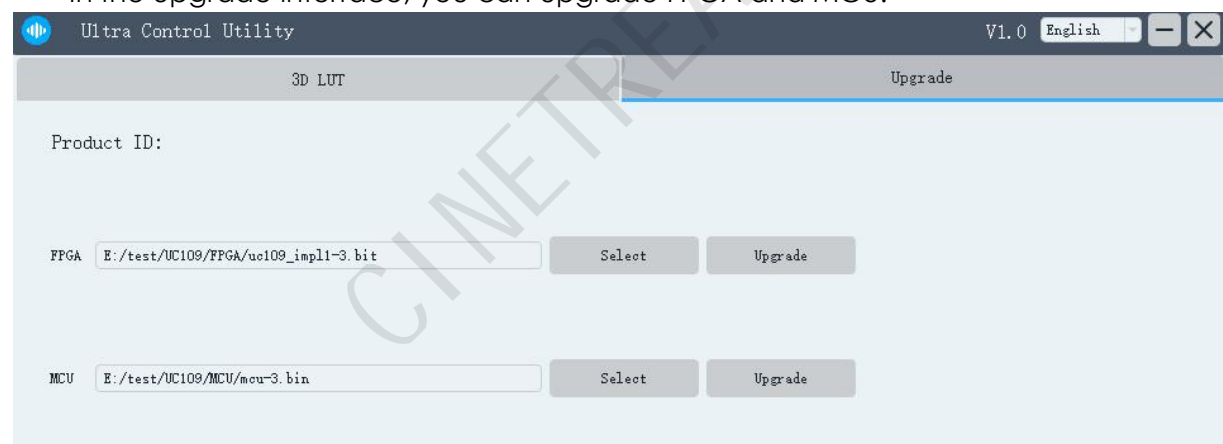 In the upgrade interface, you can upgrade FPGA and MCU.
Ultra Control Utility V1.0 English
3D LUT Upgrade
Product ID:
FPGA E:/test/UC109/FPGA/uc109_impl1-3.bit Select Upgrade
MCU E:/test/UC109/MCU/mcu-3.bin Select Upgrade
CINETREA